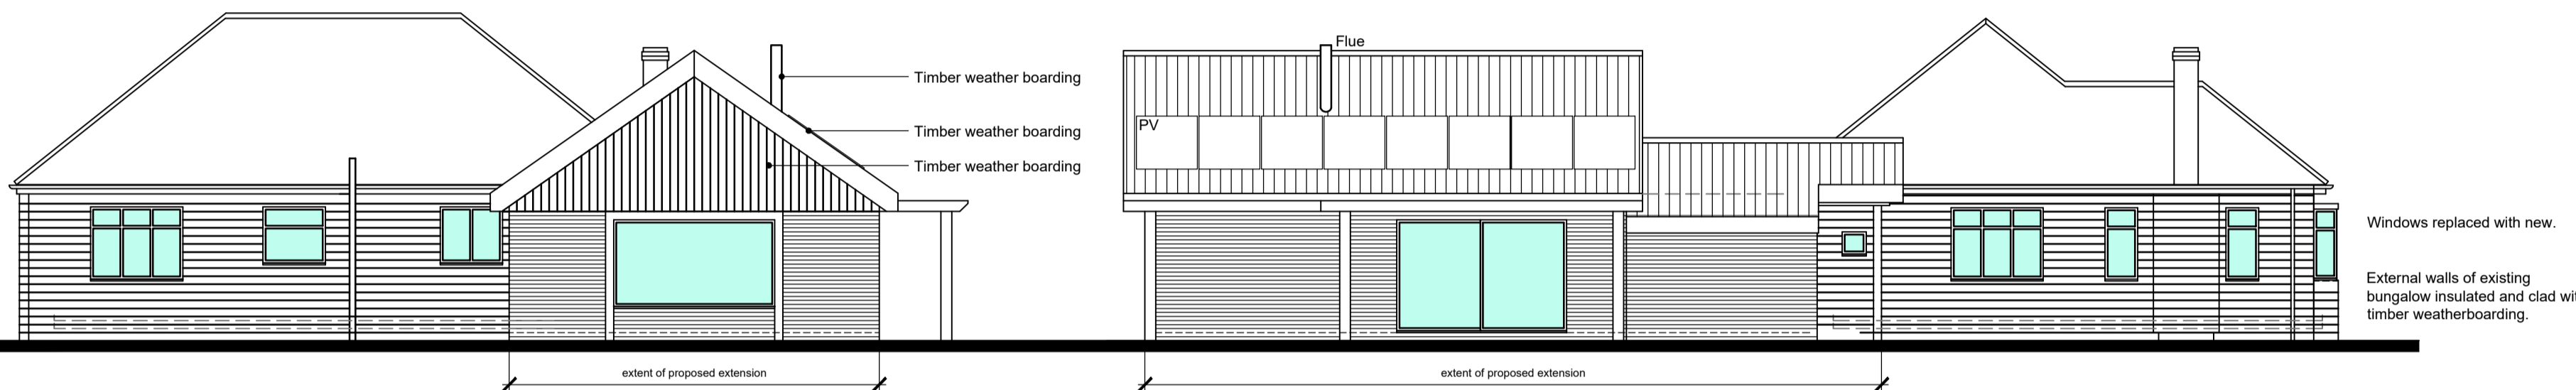 Timber weather boarding
Timber weather boarding
Timber weather boarding
extent of proposed extension
Flue
PV
extent of proposed extension
Windows replaced with new.
External walls of existing
bungalow insulated and clad wi
timber weatherboarding.